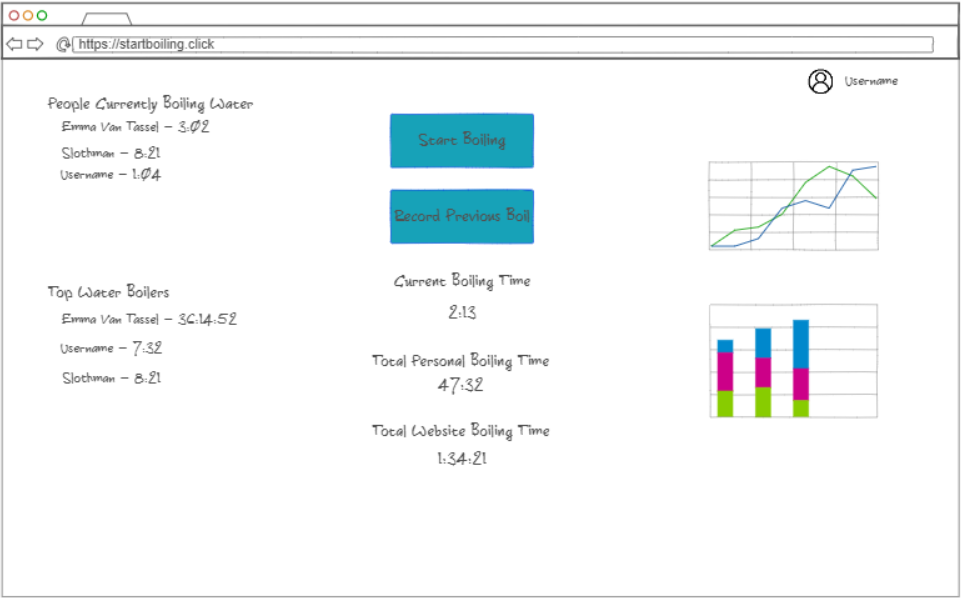 https://startboiling.click
Username
People Currently Boiling Water
Emma Van Tassel - 3:02
Slothman - 8:21
Username - 1:04
Start Boiling
Record Previous Boil
Current Boiling Time
2:13
Top Water Boilers
Emma Van Tassel - 36:14:52
Username - 7:32
Slothman - 8:21
Total Personal Boiling Time
47:32
Total Website Boiling Time
1:34:21